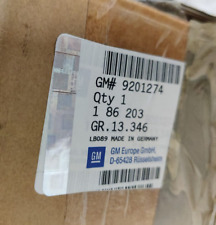 GM# 9201274
Qty 1
1 86 203
GR.13.346
LB089 MADE IN GERMANY
GM
GM Europe GmbH,
D-65428 Rüsselsheim